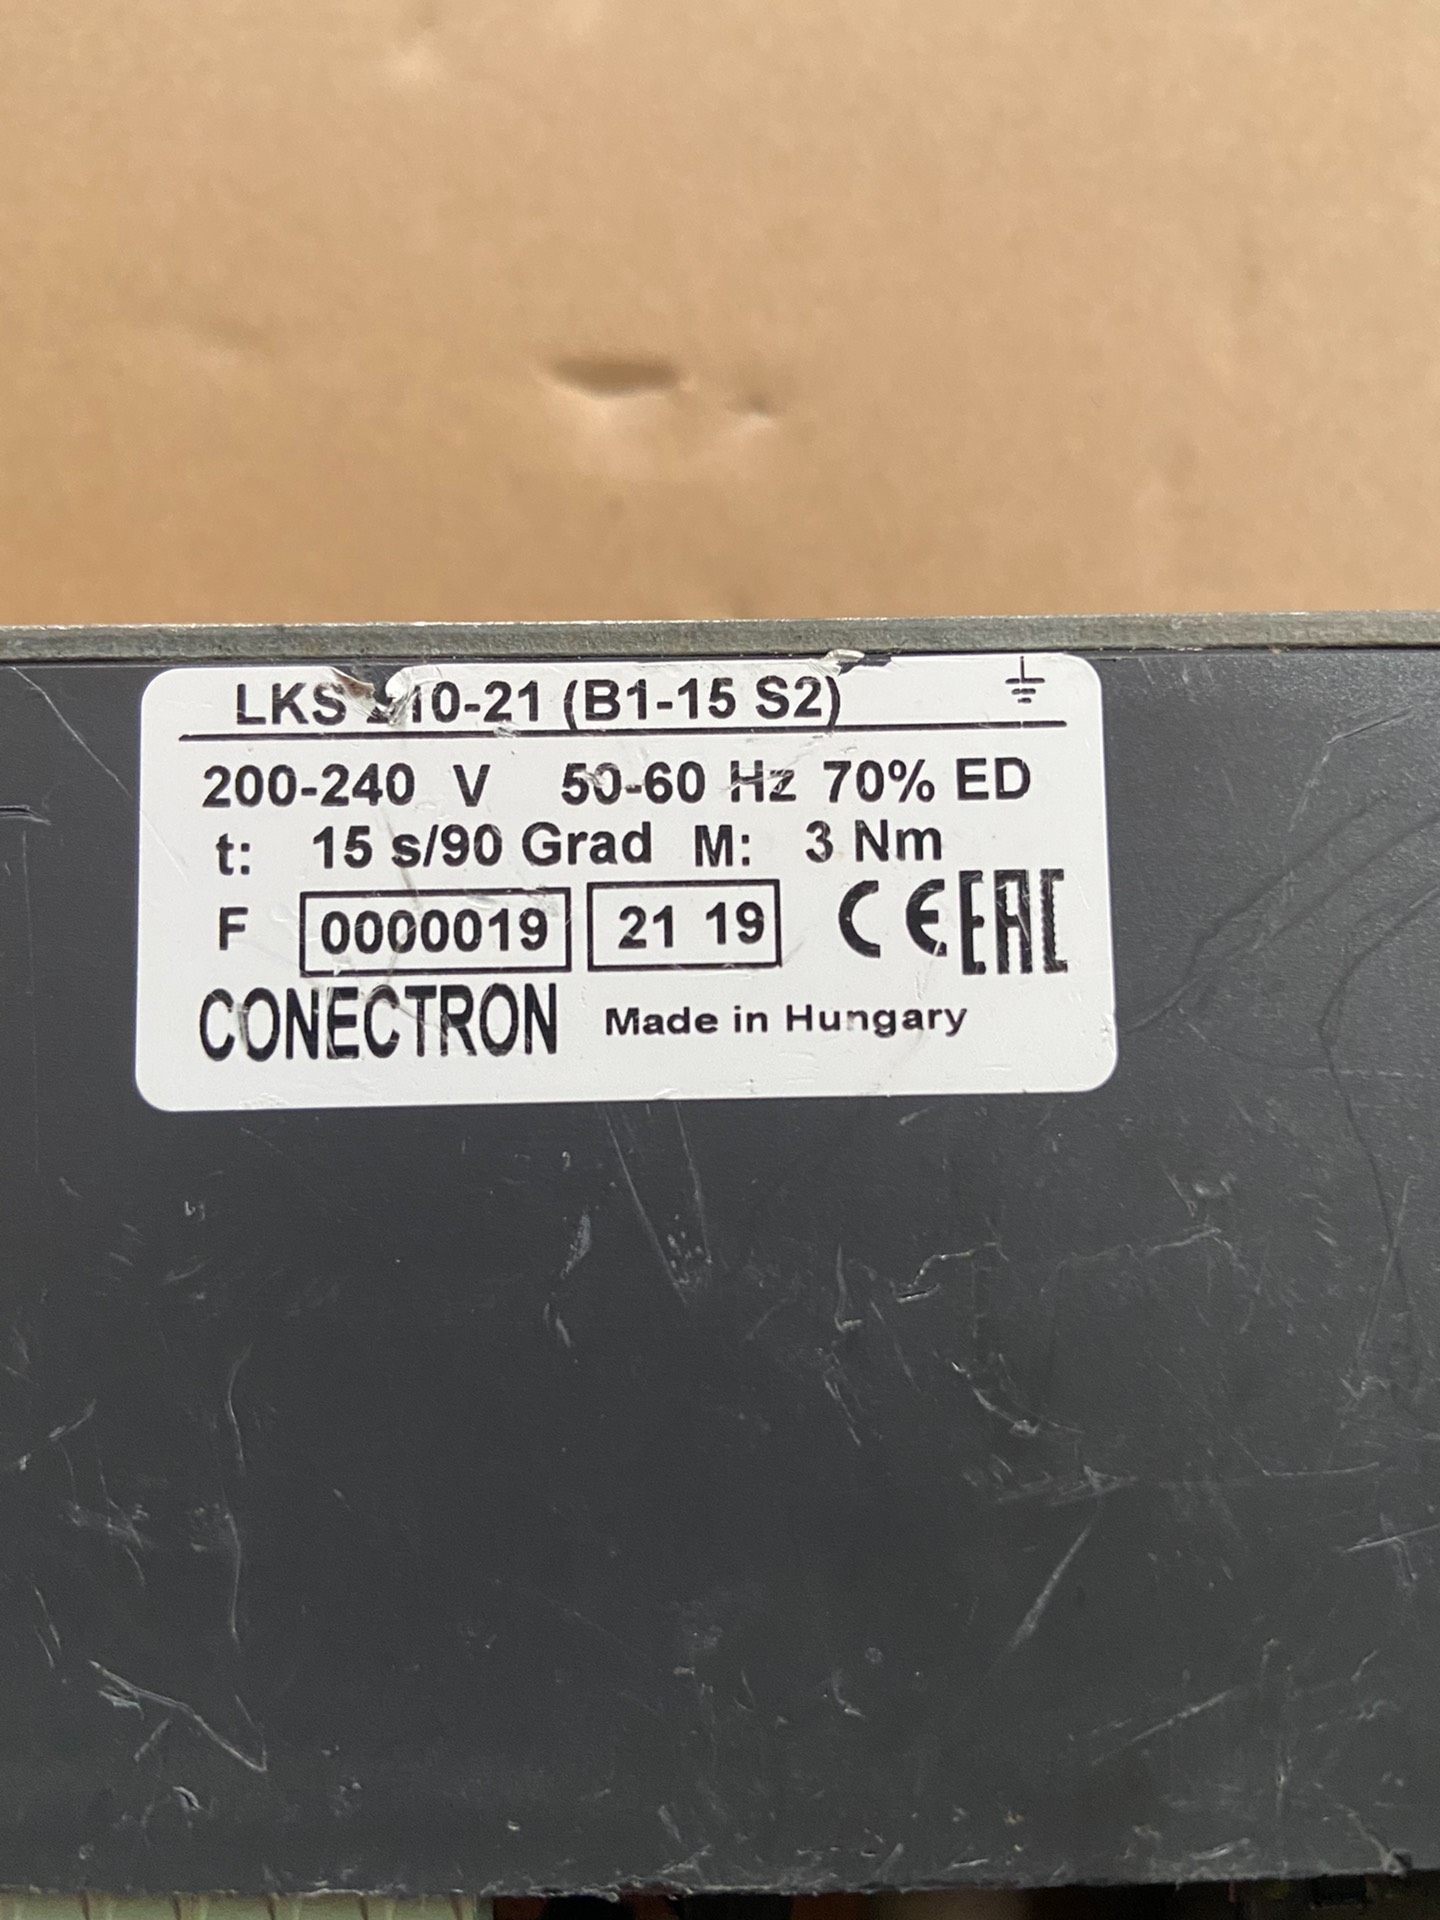 LKS 210-21 (B1-15 S2)
200-240 V 50-60 Hz 70% ED
t: 15 s/90 Grad M: 3 Nm
F 0000019 21 19 CE EAC
CONECTRON Made in Hungary